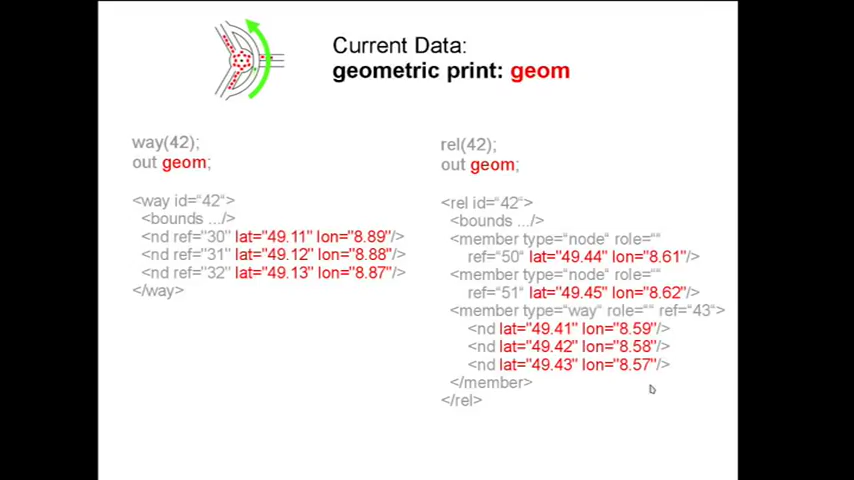 Current Data:
geometric print: geom
way(42);
out geom;
<way id="42“>
<bounds .../>
<nd ref="30" lat="49.11" lon="8.89"/>
<nd ref="31" lat="49.12" lon="8.88"/>
<nd ref="32" lat="49.13" lon="8.87"/>
</way>
rel(42);
out geom;
<rel id="42“>
<bounds .../>
<member type=“node“ role=““
ref=“50“ lat="49.44" lon="8.61"/>
<member type=“node“ role=““
ref=“51“ lat="49.45" lon="8.62"/>
<member type=“way“ role=““ ref=“43“>
<nd lat="49.41" lon="8.59"/>
<nd lat="49.42" lon="8.58"/>
<nd lat="49.43" lon="8.57"/>
</member>
</rel>